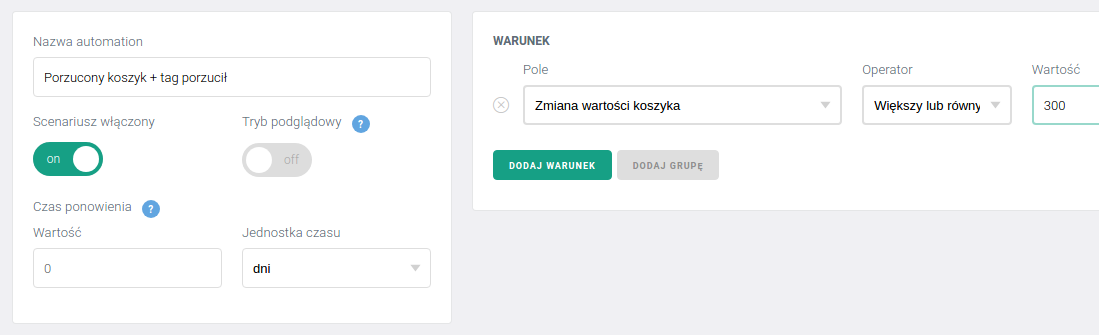 Nazwa automation
Porzucony koszyk + tag porzucił
Scenariusz włączony
Tryb podglądowy ?
on
off
Czas ponowienia ?
Wartość
Jednostka czasu
0
dni
WARUNEK
Pole
Operator
Wartość
Zmiana wartości koszyka
Większy lub równy
300
DODAJ WARUNEK
DODAJ GRUPĘ